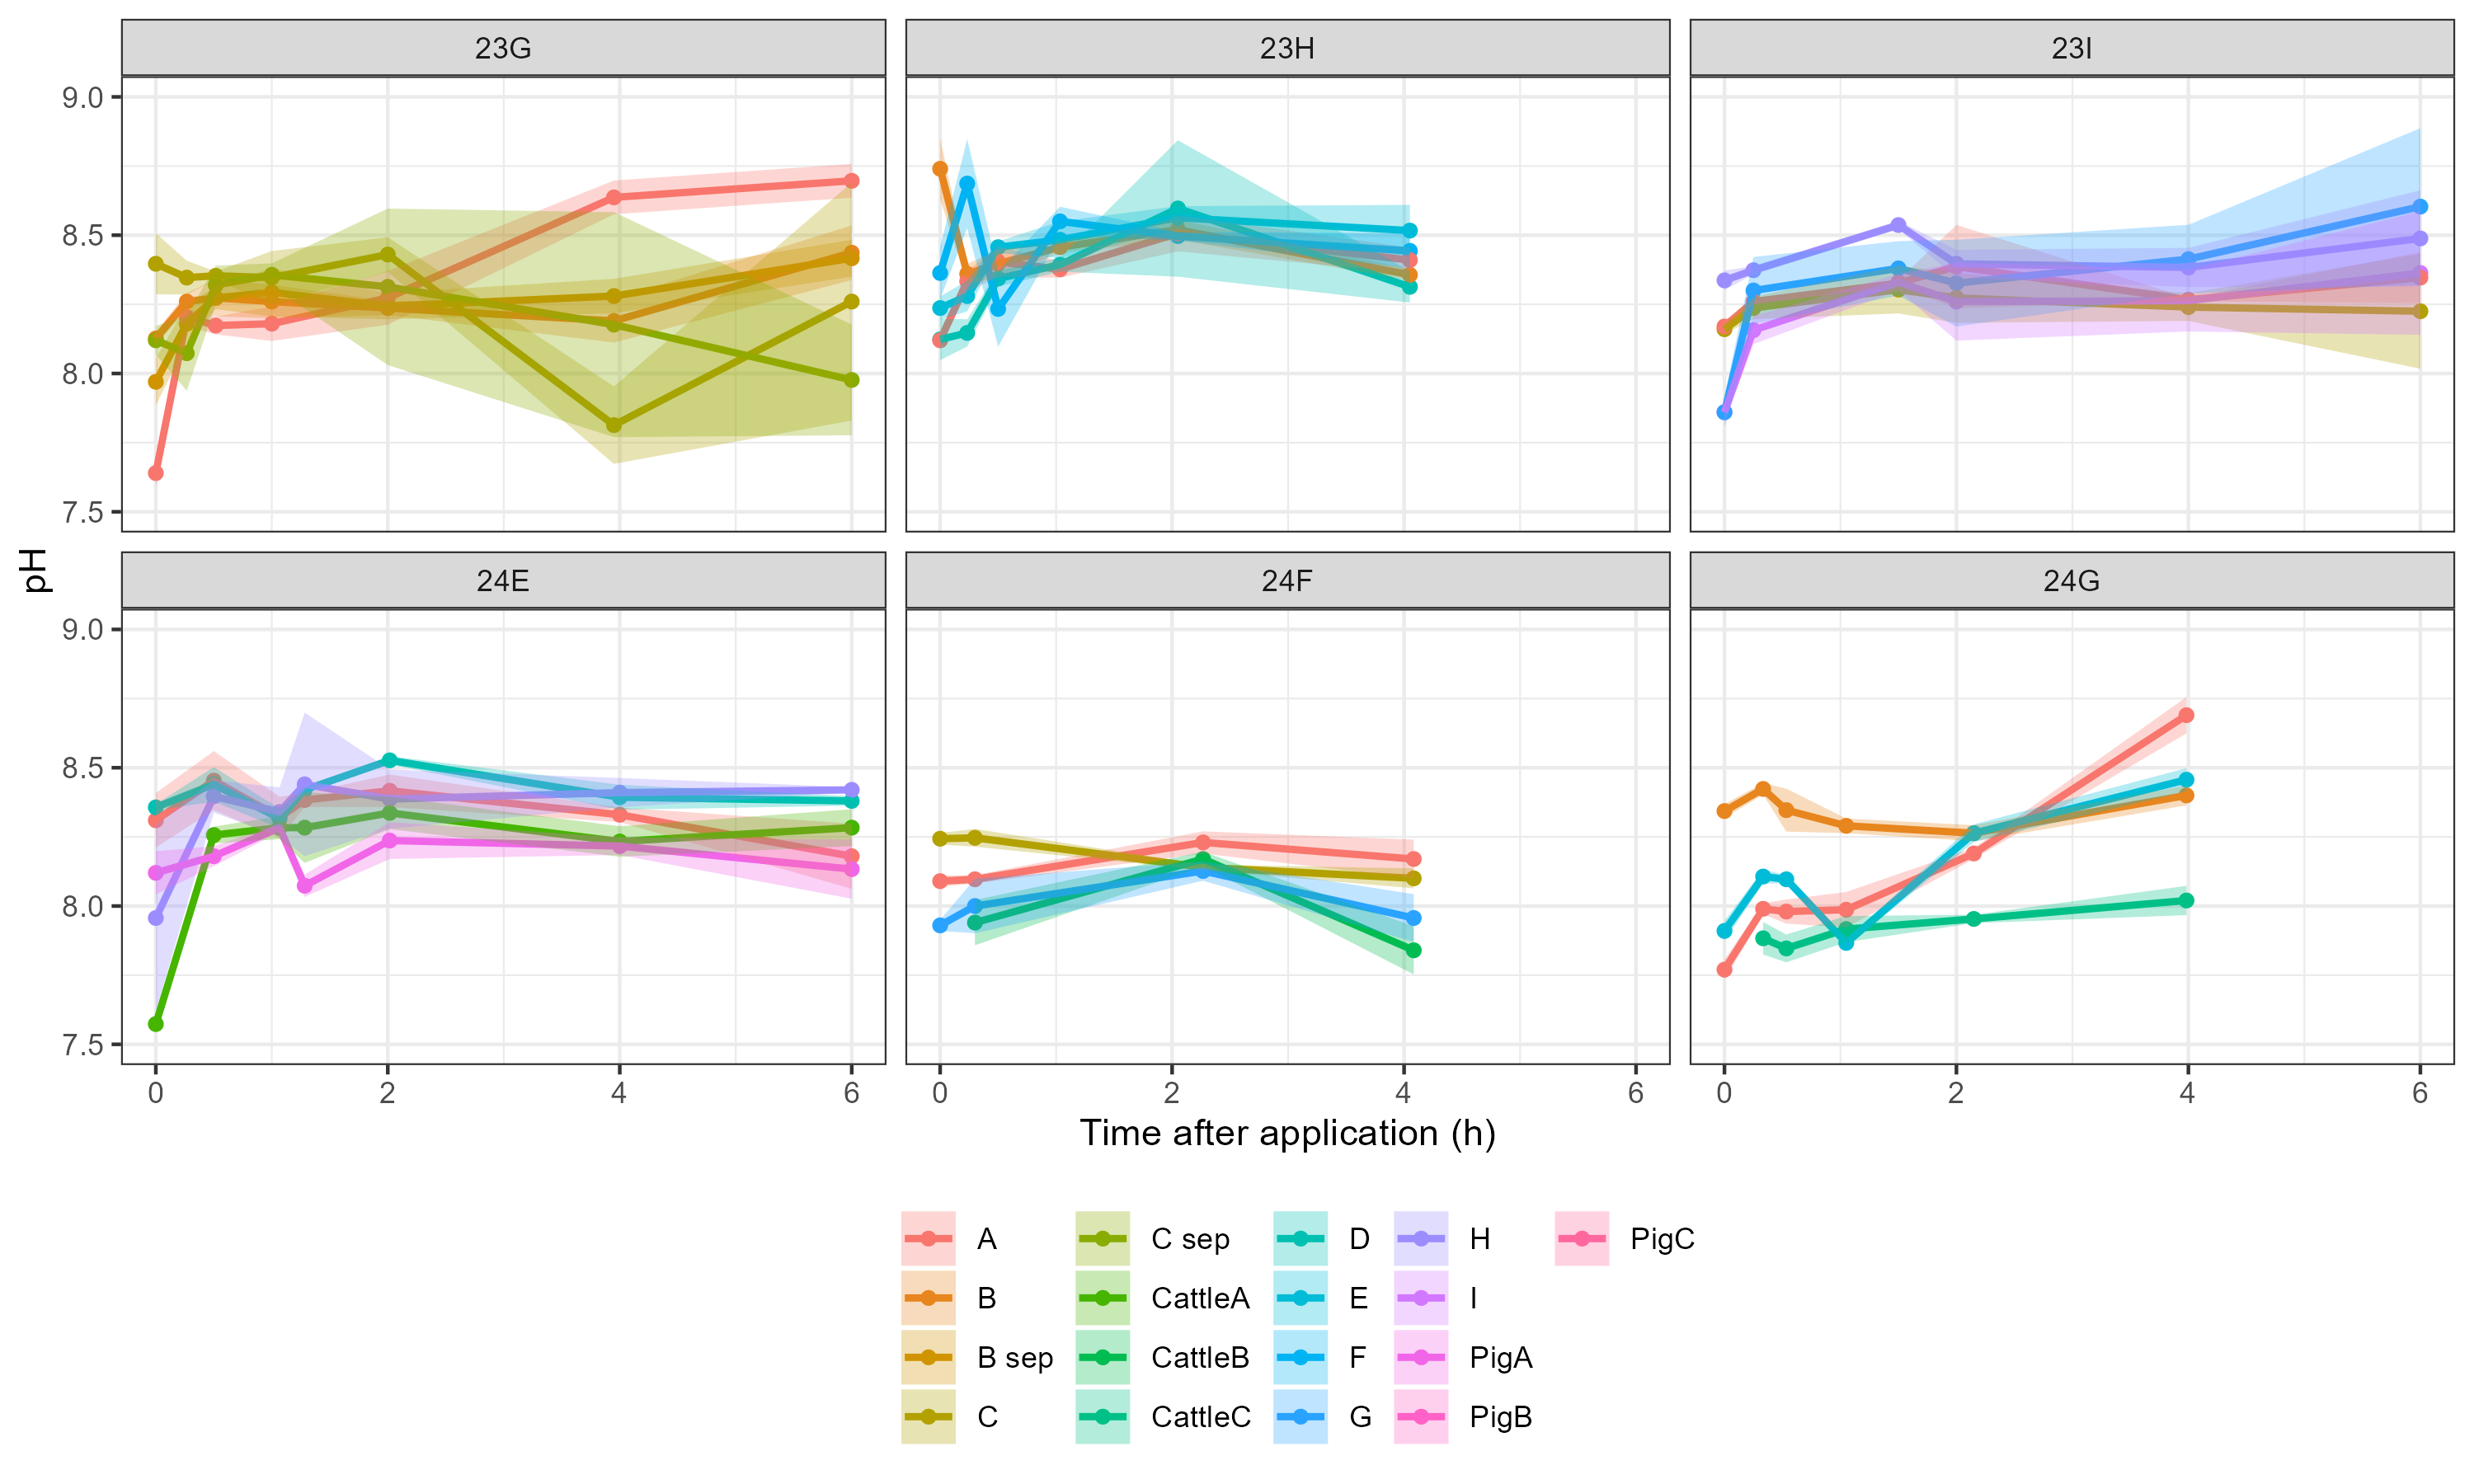 23G 23H 23I
9.0
8.5
8.0
7.5
pH
24E 24F 24G
9.0
8.5
8.0
7.5
0 2 4 6 0 2 4 6 0 2 4 6
Time after application (h)
A C sep D H PigC
B CattleA E I
B sep CattleB F PigA
C CattleC G PigB